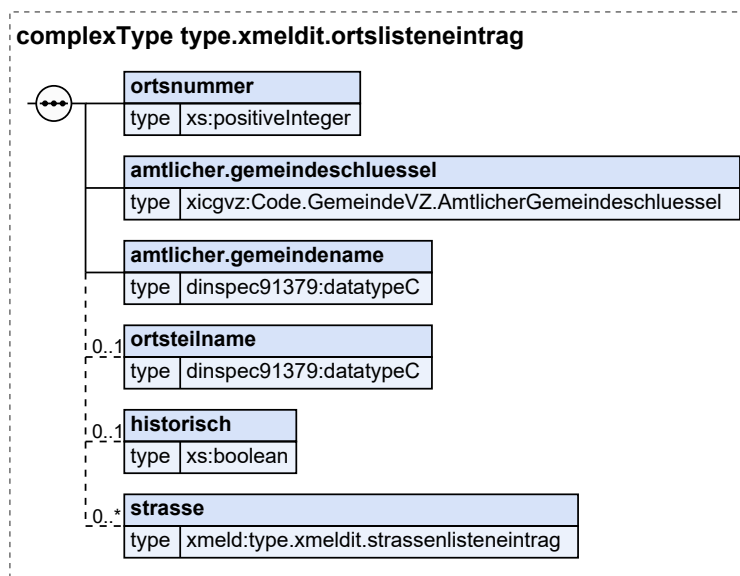 complexType type.xmeldit.ortslisteneintrag
ortsnummer
type xs:positiveInteger
amtlicher.gemeindeschluessel
type xicgvz:Code.GemeindeVZ.AmtlicherGemeindeschluessel
amtlicher.gemeindename
type dinspec91379:datatypeC
0..1 ortsteilname
type dinspec91379:datatypeC
0..1 historisch
type xs:boolean
0..* strasse
type xmeld:type.xmeldit.strassenlisteneintrag